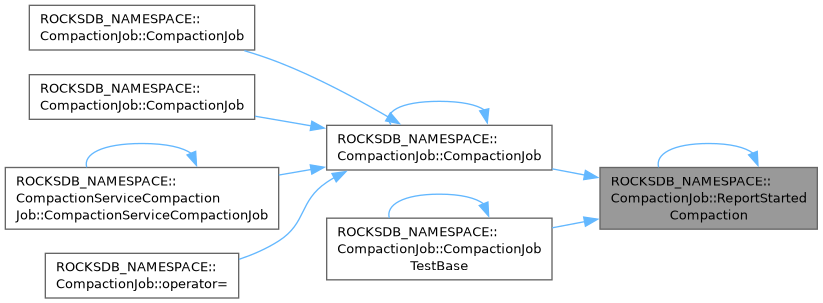 ROCKSDB_NAMESPACE::
CompactionJob::CompactionJob
ROCKSDB_NAMESPACE::
CompactionJob::CompactionJob
ROCKSDB_NAMESPACE::
CompactionServiceCompaction
Job::CompactionServiceCompactionJob
ROCKSDB_NAMESPACE::
CompactionJob::operator=
ROCKSDB_NAMESPACE::
CompactionJob::CompactionJob
ROCKSDB_NAMESPACE::
CompactionJob::CompactionJob
TestBase
ROCKSDB_NAMESPACE::
CompactionJob::ReportStarted
Compaction